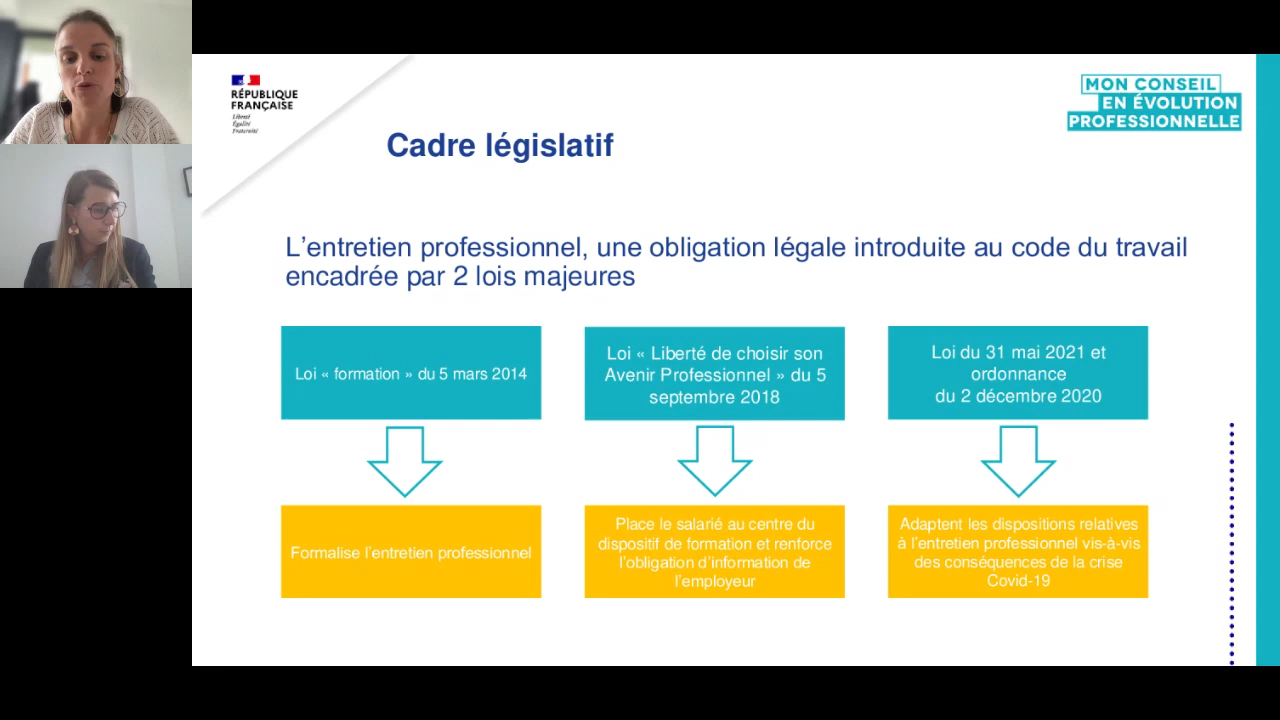 RÉPUBLIQUE
FRANÇAISE
Liberté
Égalité
Fraternité
MON CONSEIL
EN ÉVOLUTION
PROFESSIONNELLE
Cadre législatif
L'entretien professionnel, une obligation légale introduite au code du travail
encadrée par 2 lois majeures
Loi « formation » du 5 mars 2014
Loi « Liberté de choisir son
Avenir Professionnel » du 5
septembre 2018
Loi du 31 mai 2021 et
ordonnance
du 2 décembre 2020
Formalise l'entretien professionnel
Place le salarié au centre du
dispositif de formation et renforce
l'obligation d'information de
l'employeur
Adaptent les dispositions relatives
à l'entretien professionnel vis-à-vis
des conséquences de la crise
Covid-19